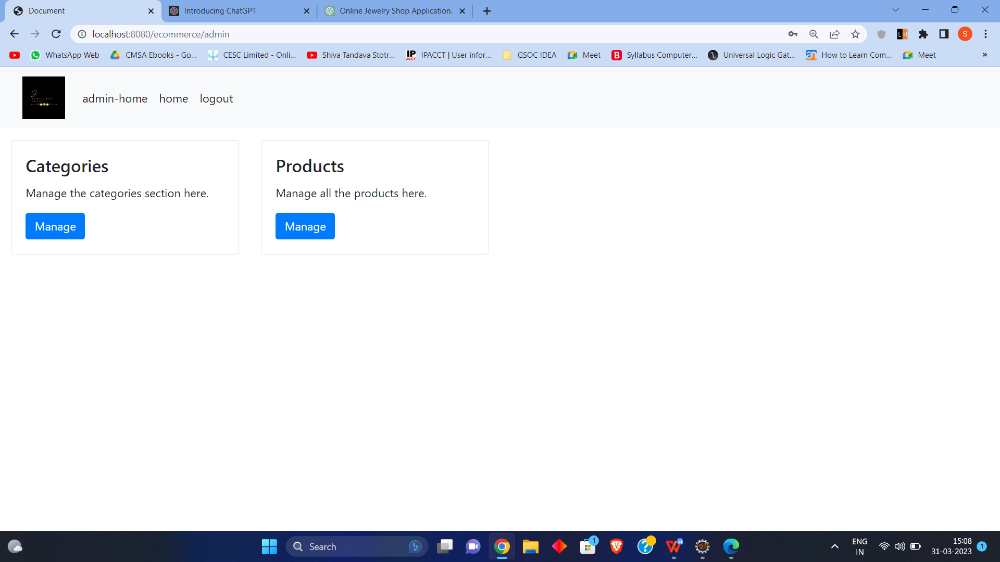 Document
Introducing ChatGPT
Online Jewelry Shop Application.
localhost:8080/ecommerce/admin
S
WhatsApp Web
CMSA Ebooks - Go...
CESC Limited - Onli...
Shiva Tandava Stotr...
IPACCT | User infor...
GSOC IDEA
Meet
Syllabus Computer...
Universal Logic Gat...
How to Learn Com...
Meet
»
admin-home home logout
Categories
Manage the categories section here.
Manage
Products
Manage all the products here.
Manage
Search
1
ENG
IN
15:08
31-03-2023
1